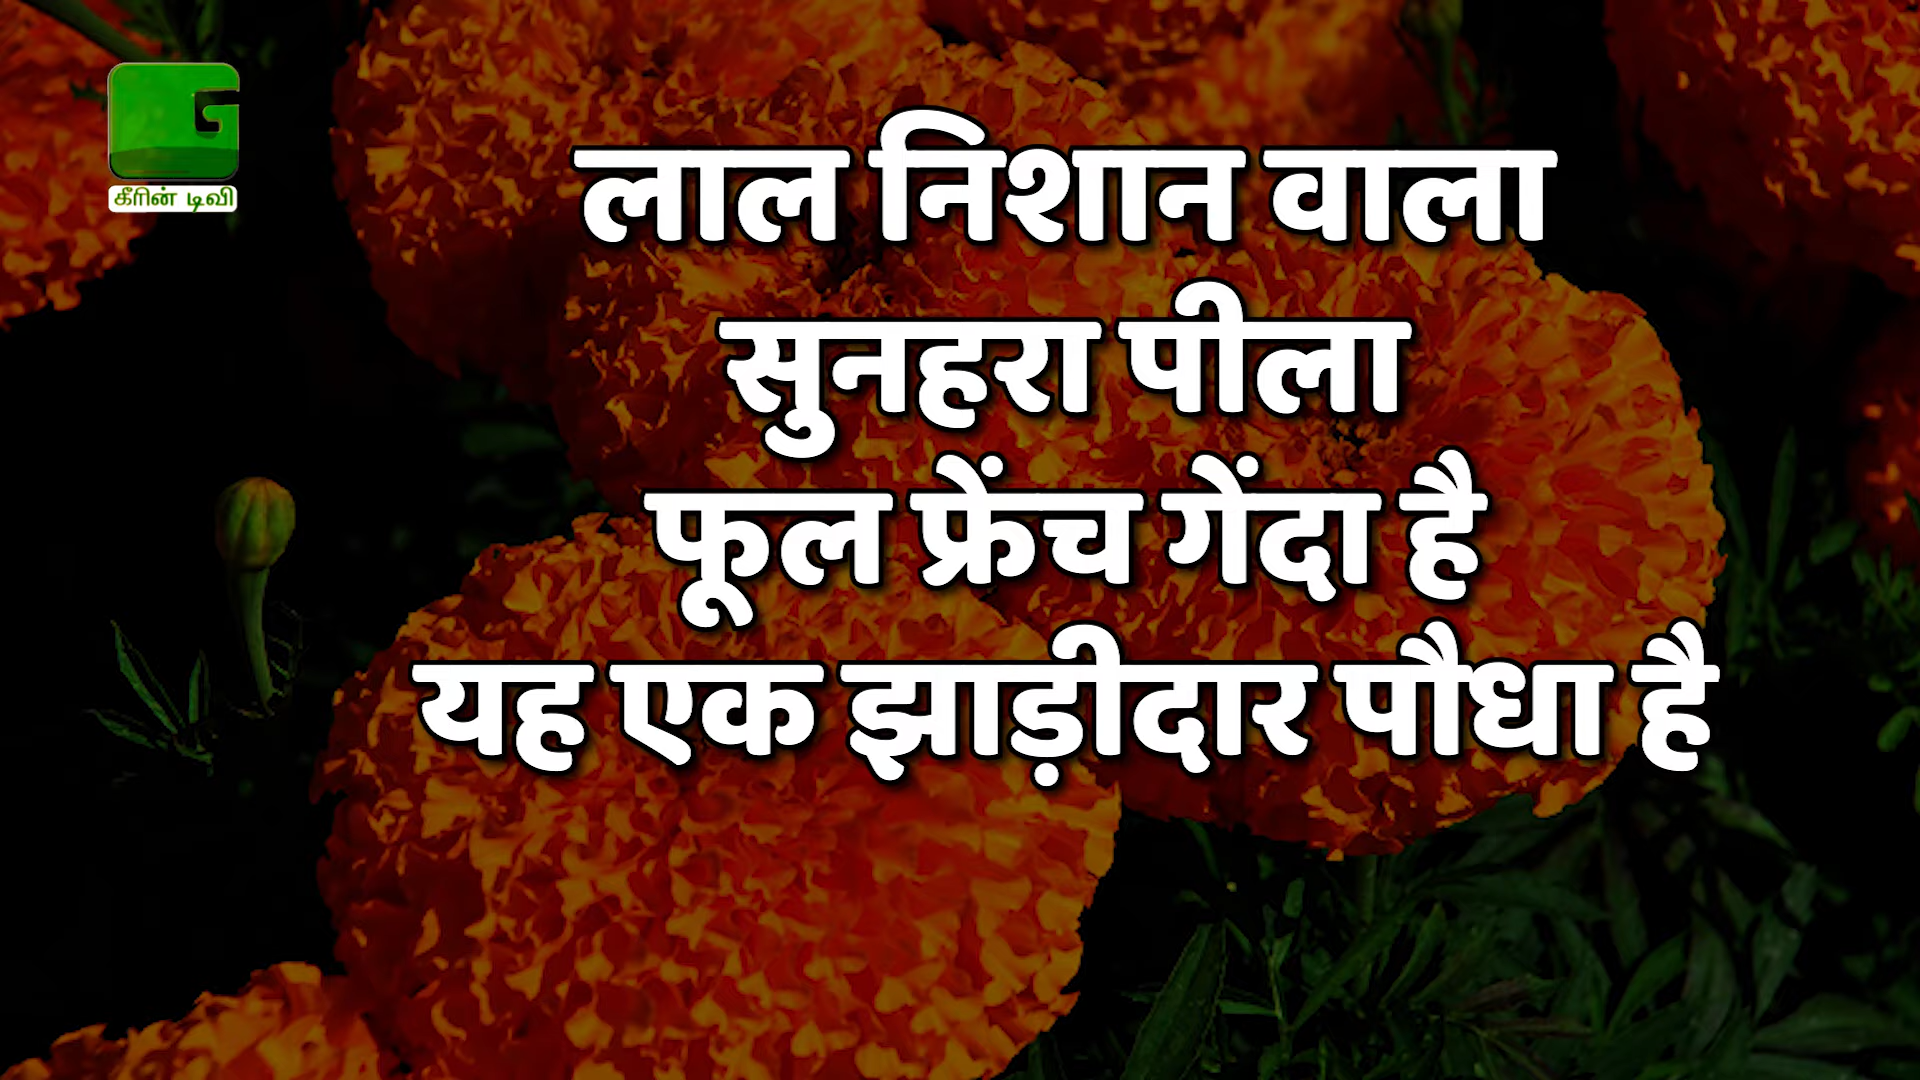 கீரின் டிவி
लाल निशान वाला
सुनहरा पीला
फूल फ्रेंच गेंदा है
यह एक झाड़ीदार पौधा है